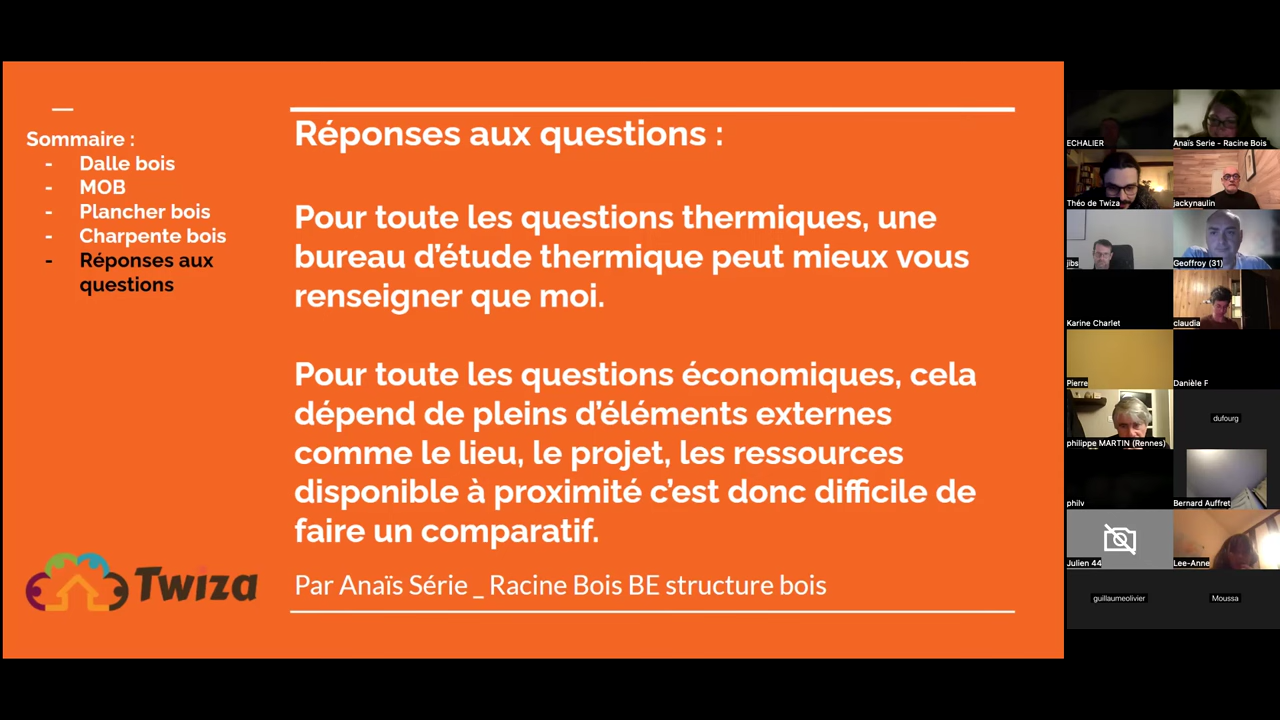 Sommaire :
- Dalle bois
- MOB
- Plancher bois
- Charpente bois
- Réponses aux
questions
Twiza
Réponses aux questions :
Pour toute les questions thermiques, une
bureau d'étude thermique peut mieux vous
renseigner que moi.
Pour toute les questions économiques, cela
dépend de pleins d'éléments externes
comme le lieu, le projet, les ressources
disponible à proximité c'est donc difficile de
faire un comparatif.
Par Anaïs Série _ Racine Bois BE structure bois
ECHALIER
Anaïs Serie - Racine Bois
Théo de Twiza
jackynaulin
jibs
Geoffroy (31)
Karine Charlet
claudia
Pierre
Danièle F
philippe MARTIN (Rennes)
dufourg
philv
Bernard Auffret
Julien 44
Lee-Anne
guillaumeolivier
Moussa